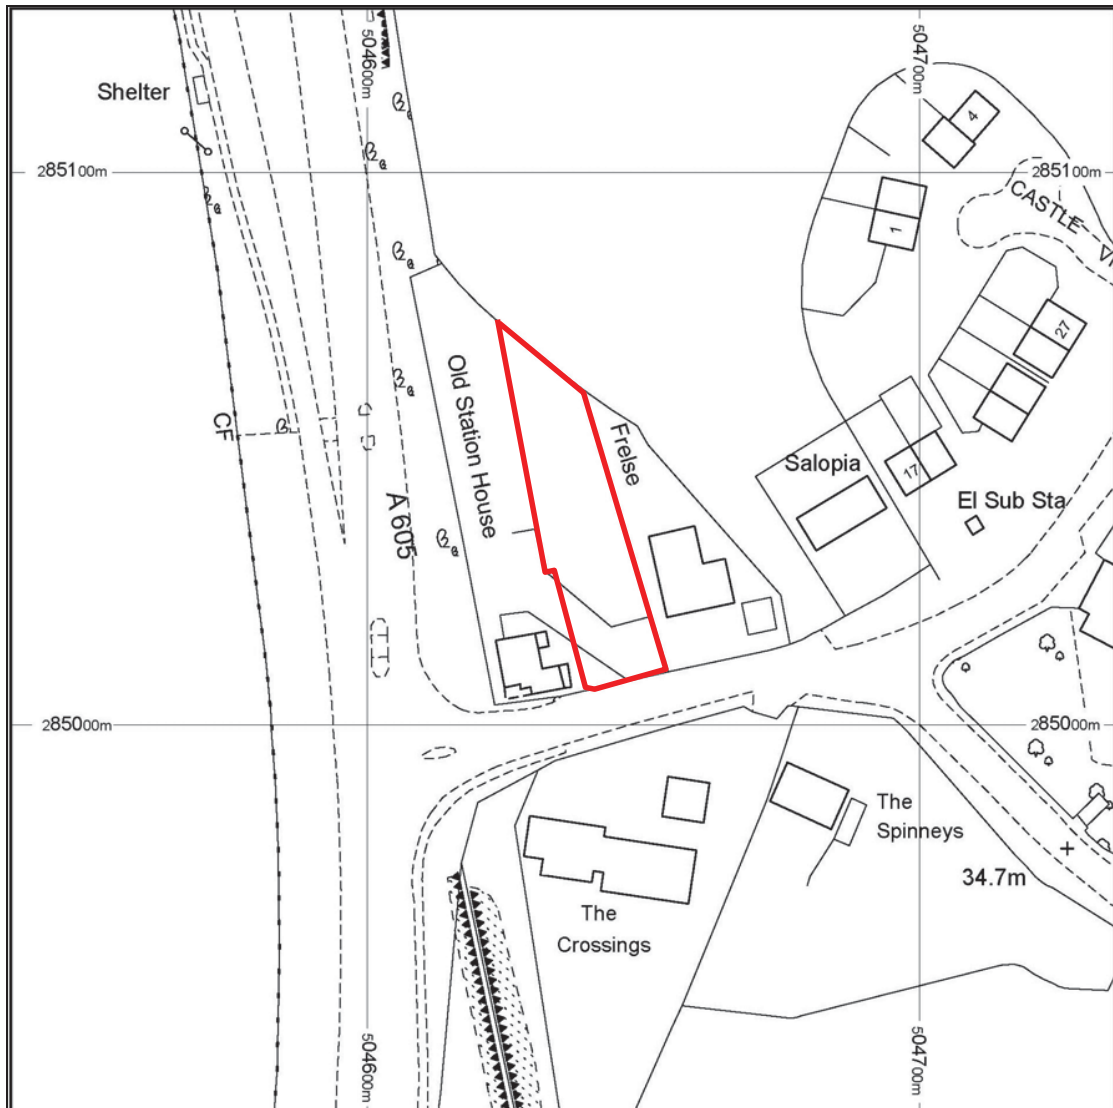 504600m
504700m
Shelter
4
285100m
285100m
CASTLE
1
27
Old Station House
Frelse
CF
Salopia
17
El Sub Sta
A 605
285000m
285000m
The
Spinneys
34.7m
The
Crossings
504600m
504700m